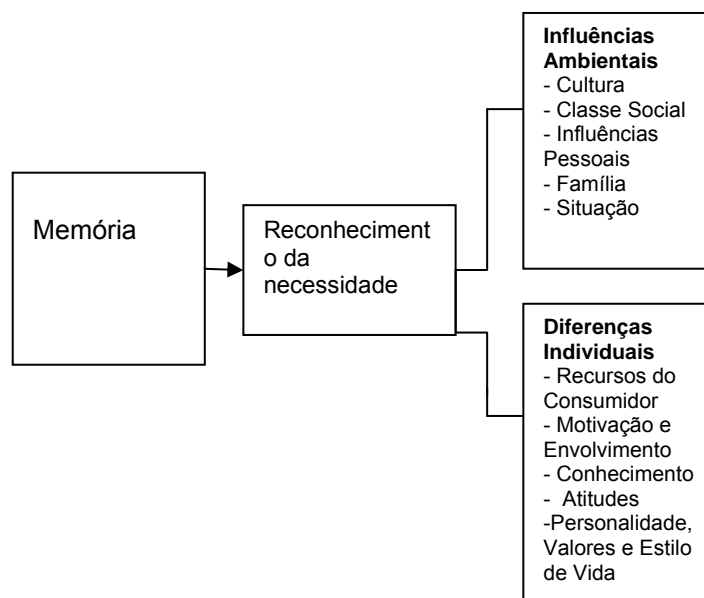 Memória
Reconheciment
o da
necessidade
Influências
Ambientais
- Cultura
- Classe Social
- Influências
Pessoais
- Família
- Situação
Diferenças
Individuais
- Recursos do
Consumidor
- Motivação e
Envolvimento
- Conhecimento
-  Atitudes
-Personalidade,
Valores e Estilo
de Vida